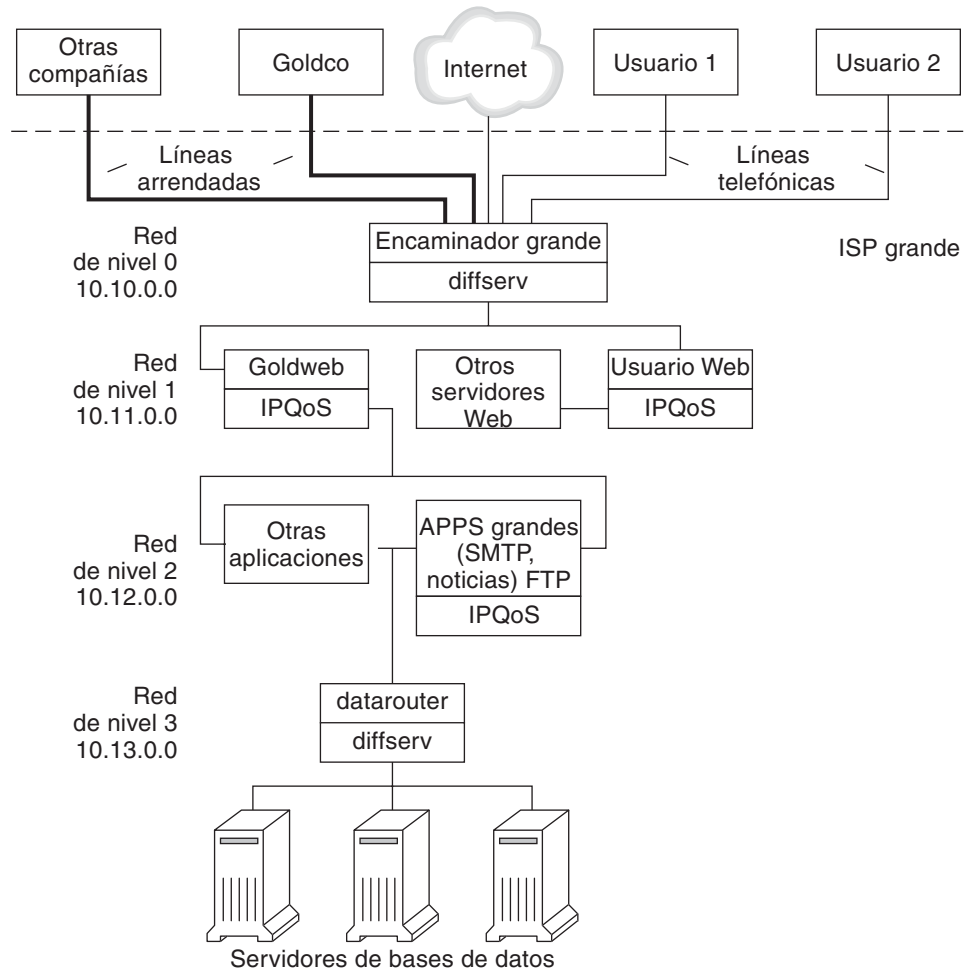 Otras
compañías
Goldco
Internet
Usuario 1
Usuario 2
Líneas
arrendadas
Líneas
telefónicas
Red
de nivel 0
10.10.0.0
Encaminador grande
diffserv
ISP grande
Red
de nivel 1
10.11.0.0
Goldweb
IPQoS
Otros
servidores
Web
Usuario Web
IPQoS
Red
de nivel 2
10.12.0.0
Otras
aplicaciones
APPS grandes
(SMTP,
noticias) FTP
IPQoS
Red
de nivel 3
10.13.0.0
datarouter
diffserv
Servidores de bases de datos